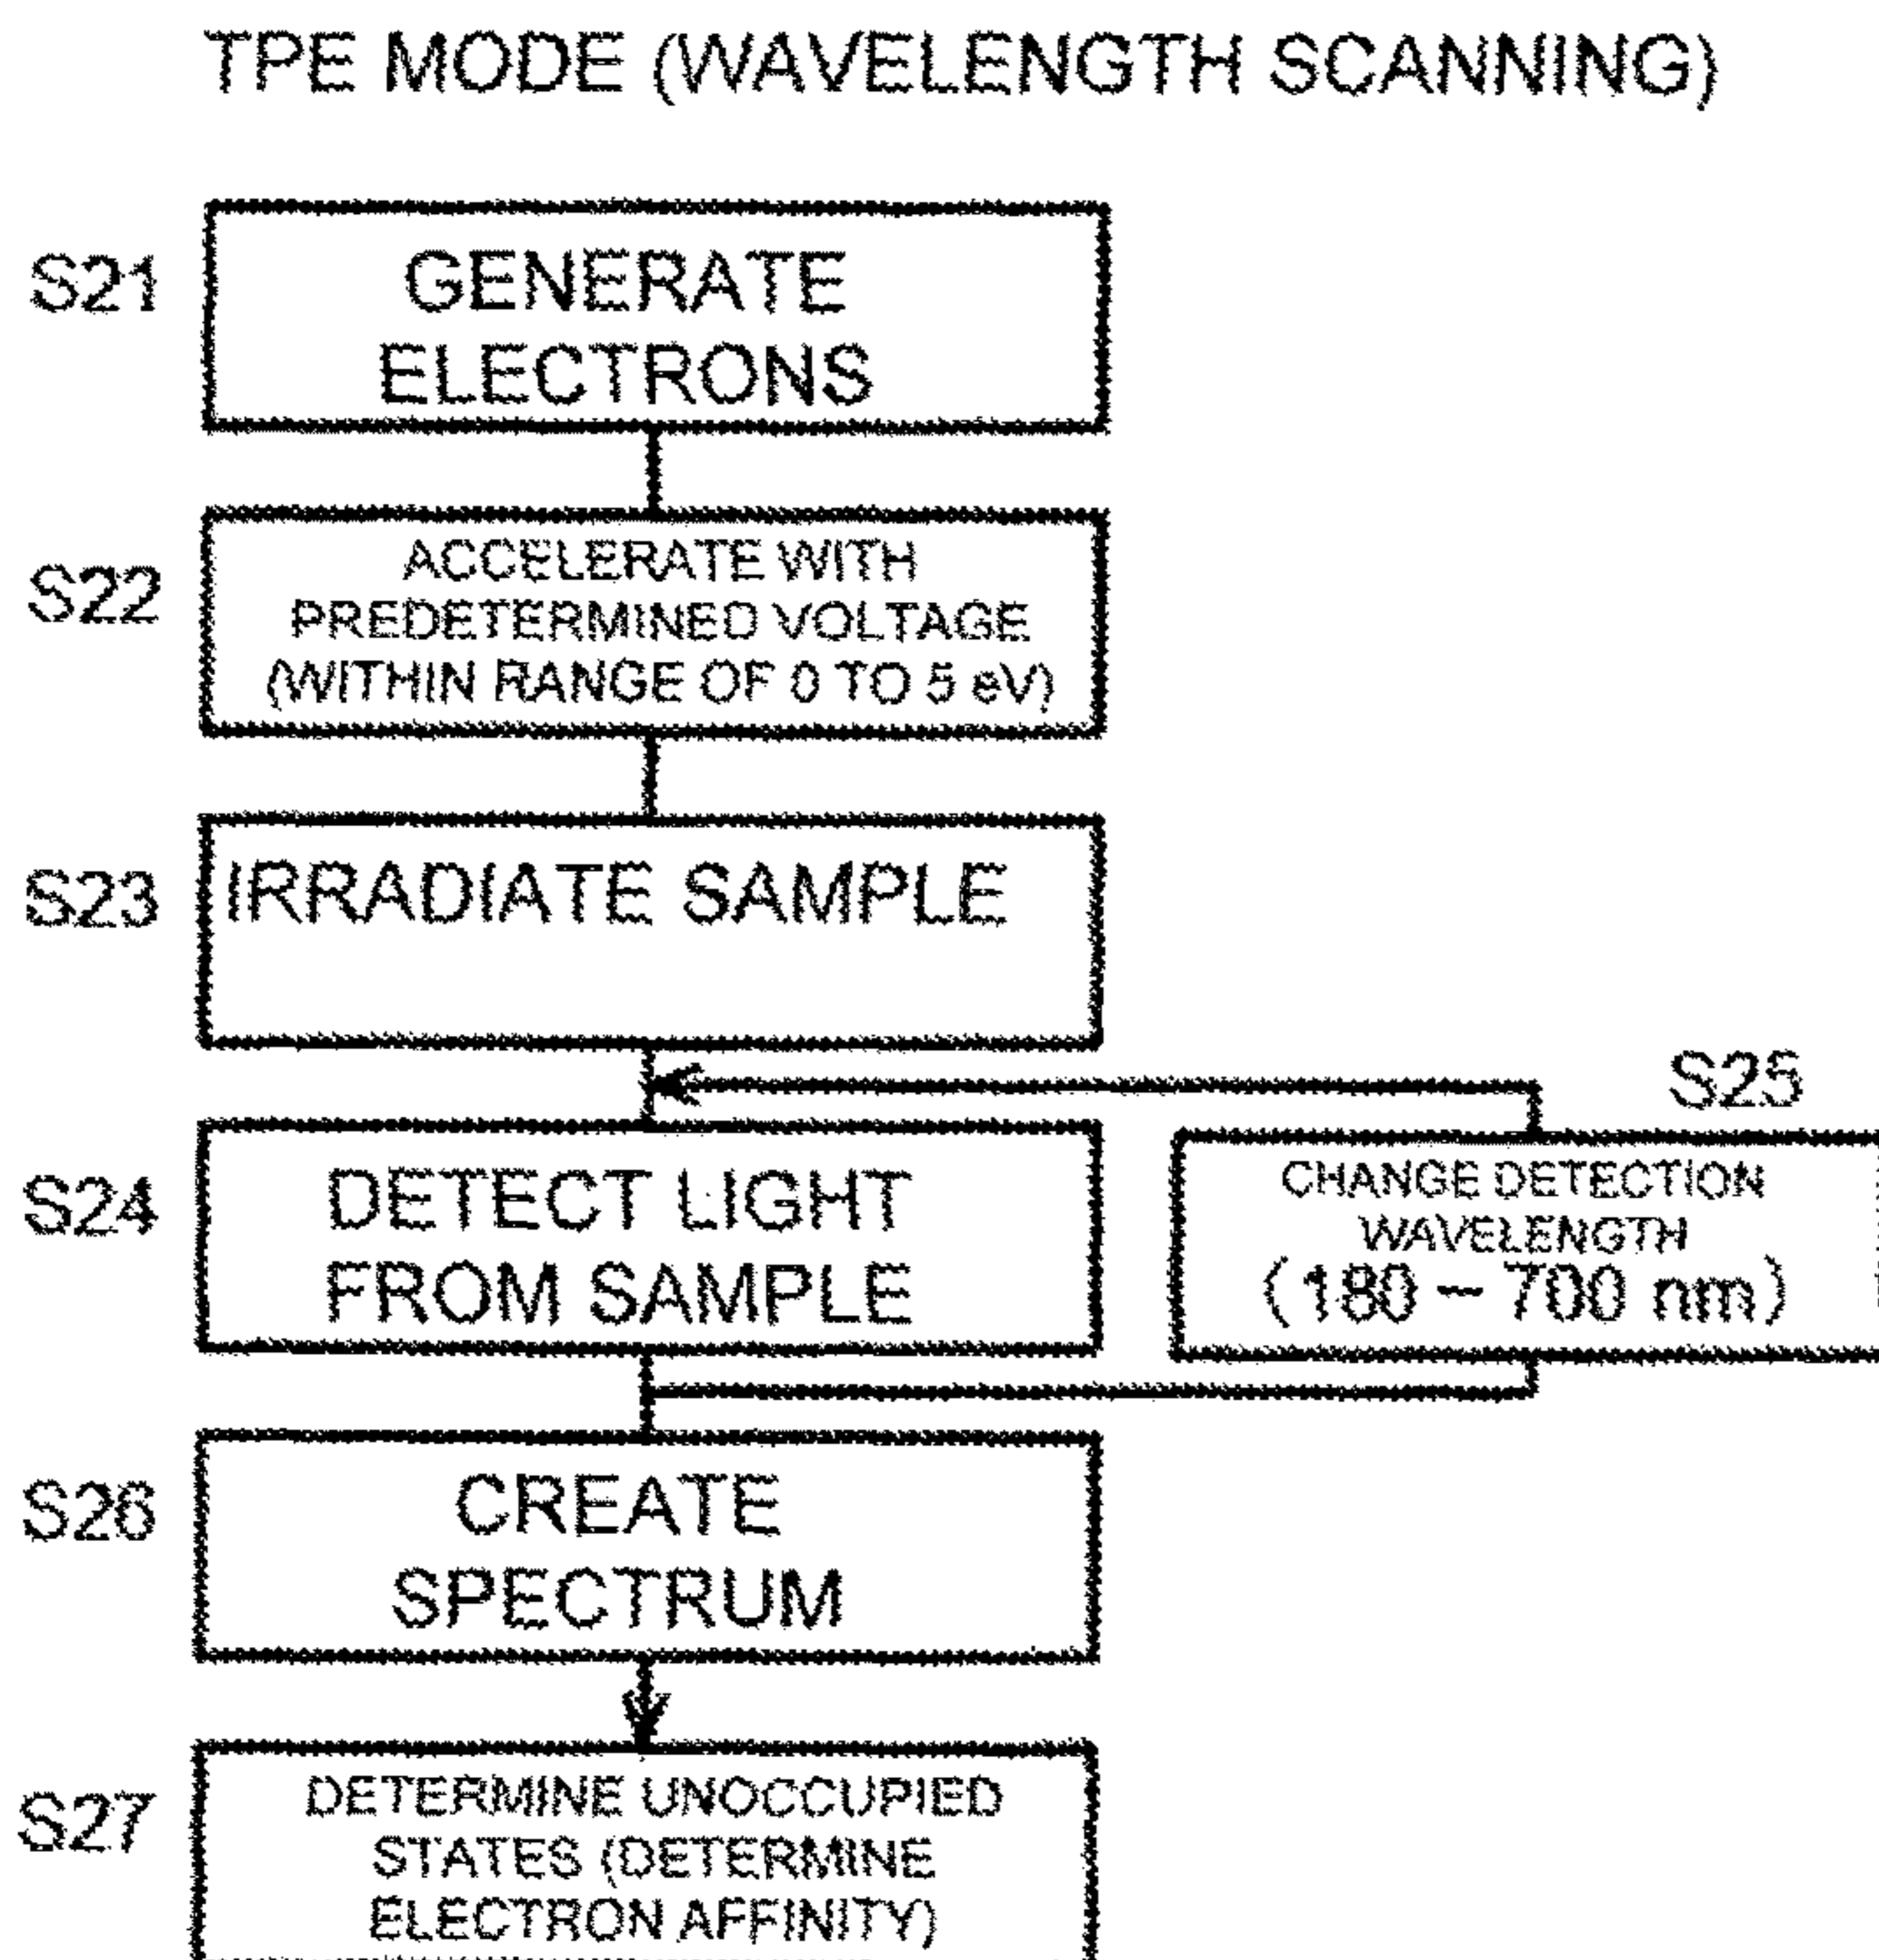 TPE MODE (WAVELENGTH SCANNING)
S21
GENERATE
ELECTRONS
S22
ACCELERATE WITH
PREDETERMINED VOLTAGE
(WITHIN RANGE OF 0 TO 5 eV)
S23
IRRADIATE SAMPLE
S24
DETECT LIGHT
FROM SAMPLE
S25
CHANGE DETECTION
WAVELENGTH
(180 – 700 nm)
S26
CREATE
SPECTRUM
S27
DETERMINE UNOCCUPIED
STATES (DETERMINE
ELECTRON AFFINITY)